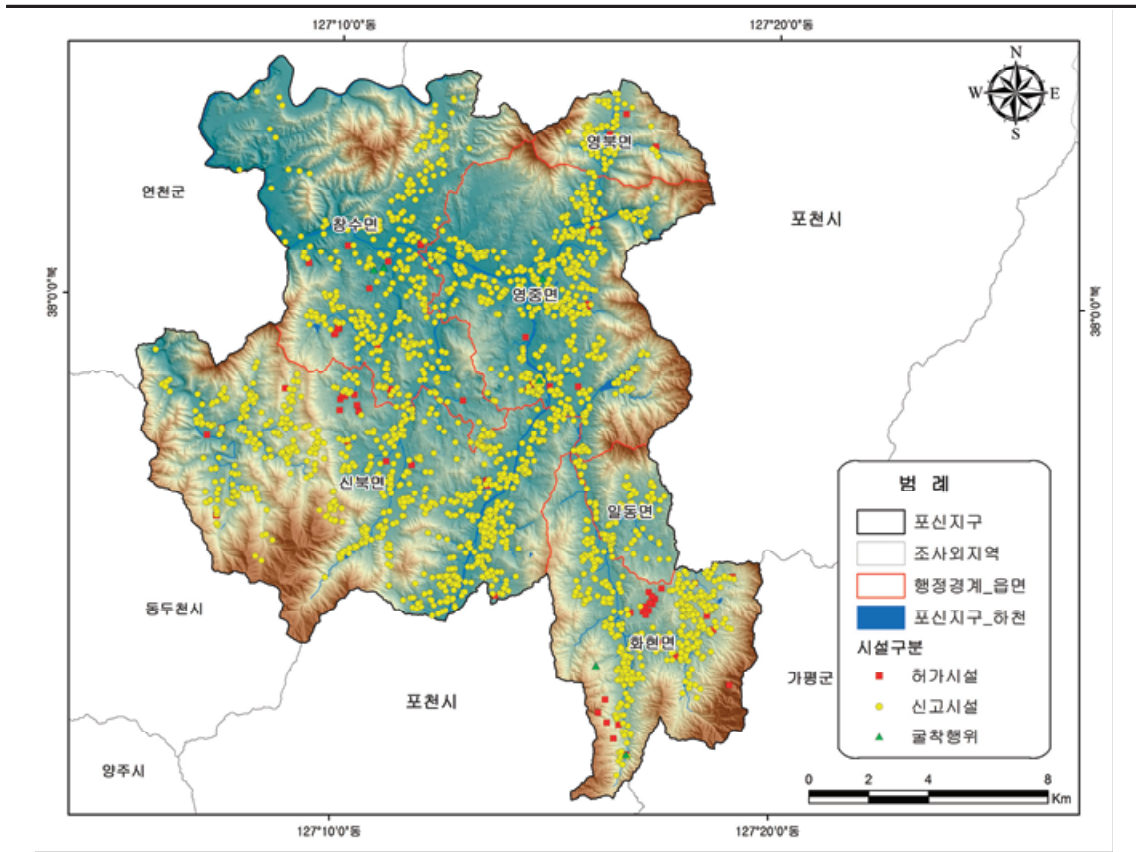 127°10'0"동
127°20'0"동
N
W
E
S
영북면
연천군
창수면
포천시
38°0'0"북
38°0'0"북
영중면
신북면
일동면
범 례
포신지구
조사외지역
행정경계_읍면
포신지구_하천
시설구분
허가시설
신고시설
굴착행위
동두천시
화현면
가평군
포천시
양주시
0 2 4 8
Km
127°10'0"동
127°20'0"동